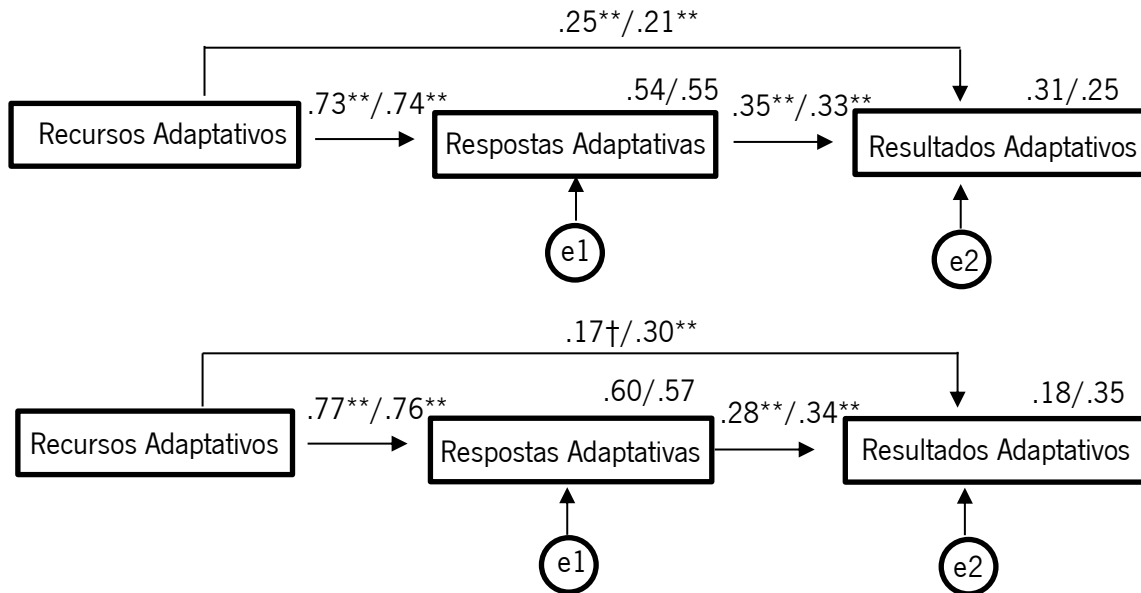 .25**/.21**
.73**/.74**
.54/.55
.35**/.33**
.31/.25
Recursos Adaptativos
Respostas Adaptativas
Resultados Adaptativos
e1
e2
.17†/.30**
.77**/.76**
.60/.57
.28**/.34**
.18/.35
Recursos Adaptativos
Respostas Adaptativas
Resultados Adaptativos
e1
e2